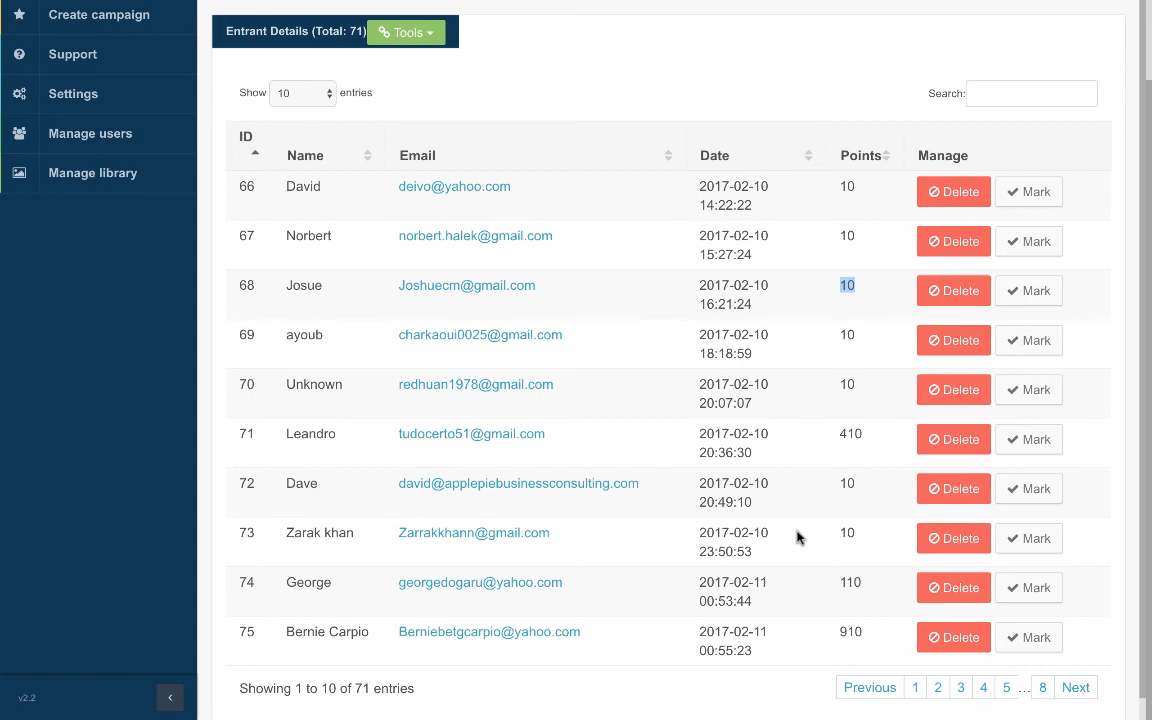 Create campaign
Support
Settings
Manage users
Manage library
v2.2
Entrant Details (Total: 71) Tools
Show 10 entries Search:
ID Name Email Date Points Manage
66 David deivo@yahoo.com 2017-02-10 14:22:22 10 Delete Mark
67 Norbert norbert.halek@gmail.com 2017-02-10 15:27:24 10 Delete Mark
68 Josue Joshuecm@gmail.com 2017-02-10 16:21:24 10 Delete Mark
69 ayoub charkaoui0025@gmail.com 2017-02-10 18:18:59 10 Delete Mark
70 Unknown redhuan1978@gmail.com 2017-02-10 20:07:07 10 Delete Mark
71 Leandro tudocerto51@gmail.com 2017-02-10 20:36:30 410 Delete Mark
72 Dave david@applepiebusinessconsulting.com 2017-02-10 20:49:10 10 Delete Mark
73 Zarak khan Zarrakkhann@gmail.com 2017-02-10 23:50:53 10 Delete Mark
74 George georgedogaru@yahoo.com 2017-02-11 00:53:44 110 Delete Mark
75 Bernie Carpio Berniebetgcarpio@yahoo.com 2017-02-11 00:55:23 910 Delete Mark
Showing 1 to 10 of 71 entries Previous 1 2 3 4 5 … 8 Next